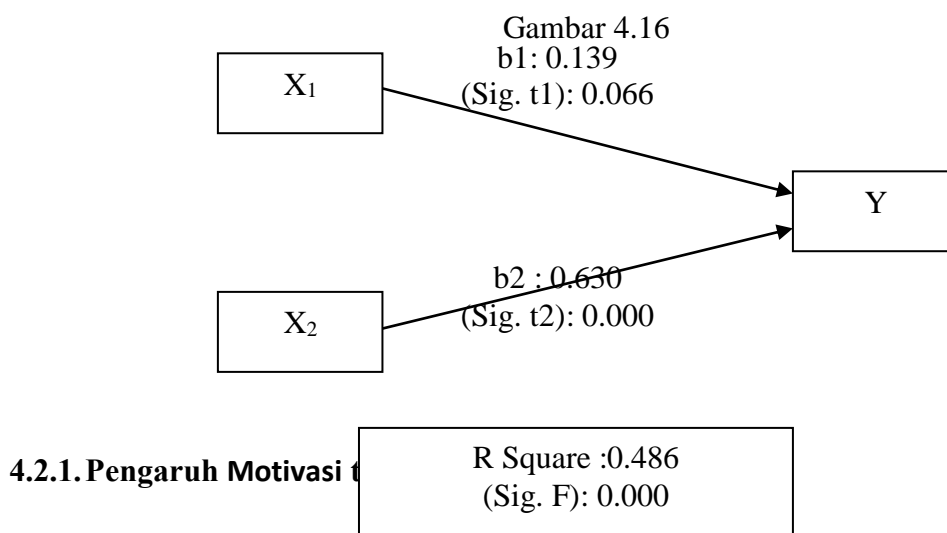 Gambar 4.16
b1: 0.139
(Sig. t1): 0.066
X1
Y
b2 : 0.630
(Sig. t2): 0.000
X2
R Square :0.486
(Sig. F): 0.000
4.2.1. Pengaruh Motivasi t